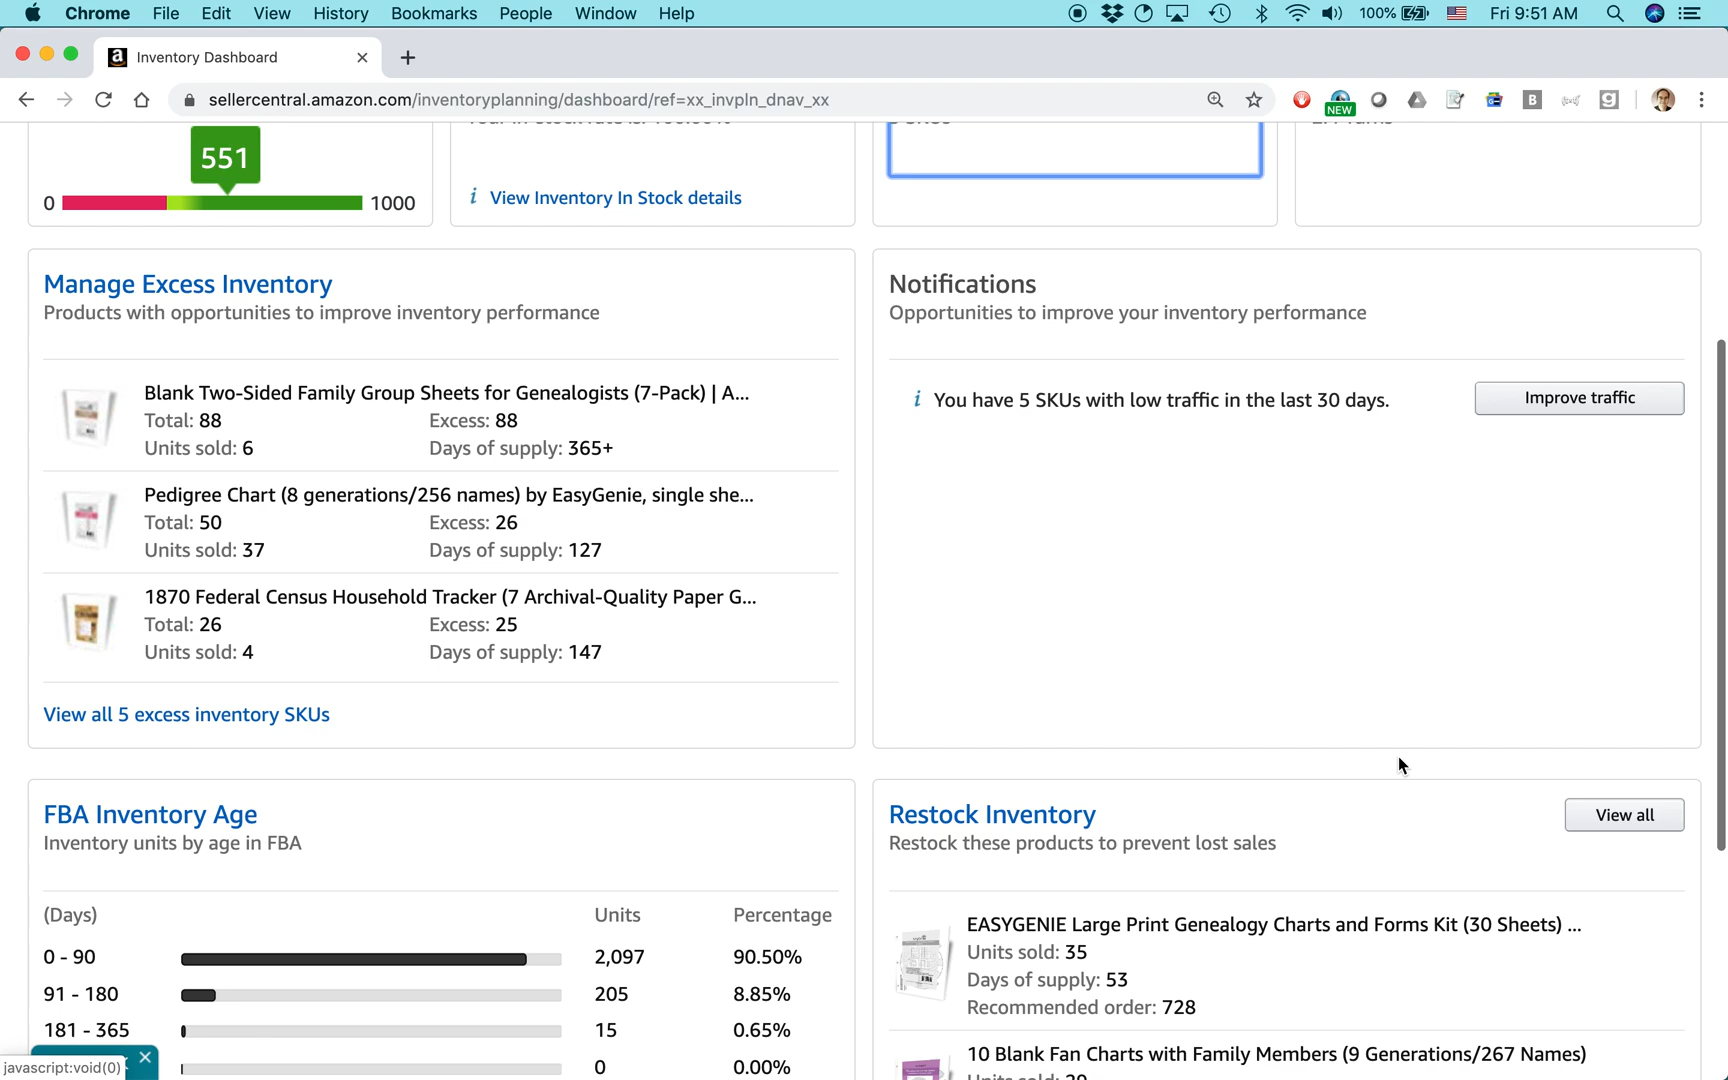 Chrome File Edit View History Bookmarks People Window Help 100% Fri 9:51 AM
a Inventory Dashboard
sellercentral.amazon.com/inventoryplanning/dashboard/ref=xx_invpln_dnav_xx NEW B g
551
0 1000
i View Inventory In Stock details
Manage Excess Inventory
Products with opportunities to improve inventory performance
Blank Two-Sided Family Group Sheets for Genealogists (7-Pack) | A...
Total: 88 Excess: 88
Units sold: 6 Days of supply: 365+
Pedigree Chart (8 generations/256 names) by EasyGenie, single she...
Total: 50 Excess: 26
Units sold: 37 Days of supply: 127
1870 Federal Census Household Tracker (7 Archival-Quality Paper G...
Total: 26 Excess: 25
Units sold: 4 Days of supply: 147
View all 5 excess inventory SKUs
Notifications
Opportunities to improve your inventory performance
i You have 5 SKUs with low traffic in the last 30 days. Improve traffic
FBA Inventory Age
Inventory units by age in FBA
(Days) Units Percentage
0 - 90 2,097 90.50%
91 - 180 205 8.85%
181 - 365 15 0.65%
0 0.00%
javascript:void(0)
Restock Inventory View all
Restock these products to prevent lost sales
EASYGENIE Large Print Genealogy Charts and Forms Kit (30 Sheets) ...
Units sold: 35
Days of supply: 53
Recommended order: 728
10 Blank Fan Charts with Family Members (9 Generations/267 Names)